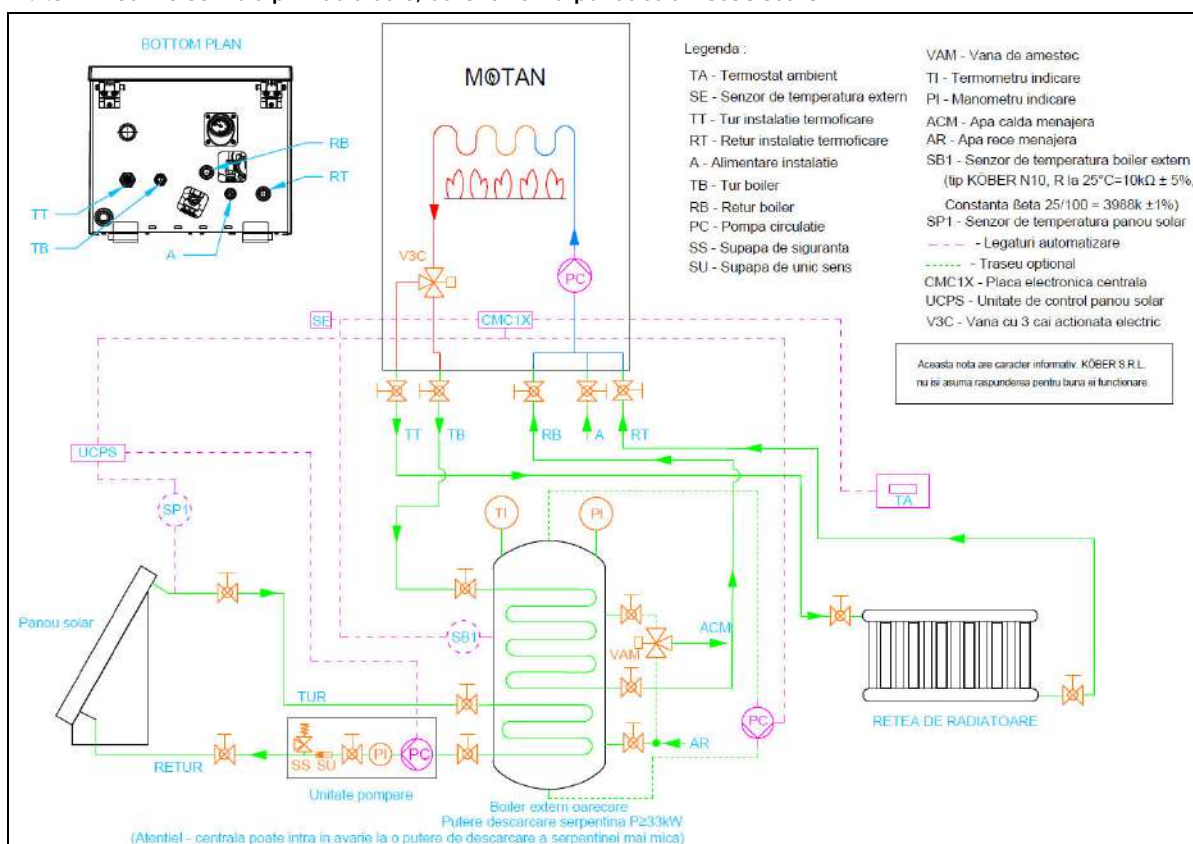 BOTTOM PLAN
RB
RT
TT
TB
A
MOTAN
V3C
PC
SE
CMC1X
TT
TB
RB
A
RT
Legenda :
TA - Termostat ambient
SE - Senzor de temperatura extern
TT - Tur instalatie termoficare
RT - Retur instalatie termoficare
A - Alimentare instalatie
TB - Tur boiler
RB - Retur boiler
PC - Pompa circulatie
SS - Supapa de siguranta
SU - Supapa de unic sens
VAM - Vana de amestec
TI - Termometru indicare
PI - Manometru indicare
ACM - Apa calda menajera
AR - Apa rece menajera
SB1 - Senzor de temperatura boiler extern
(tip KÖBER N10, R la 25°C=10kΩ ± 5%,
Constanta ßeta 25/100 = 3988k ±1%)
SP1 - Senzor de temperatura panou solar
- Legaturi automatizare
- Traseu optional
CMC1X - Placa electronica centrala
UCPS - Unitate de control panou solar
V3C - Vana cu 3 cai actionata electric
Aceasta nota are caracter informativ. KÖBER S.R.L.
nu isi asuma raspunderea pentru buna ei functionare.
UCPS
SP1
TA
TI
PI
Panou solar
SB1
VAM
ACM
TUR
RETUR
SS
SU
PI
PC
AR
PC
RETEA DE RADIATOARE
Unitate pompare
Boiler extern oarecare
Putere descarcare serpentina P≥33kW
(Atentie! - centrala poate intra in avarie la o putere de descarcare a serpentinei mai mica)